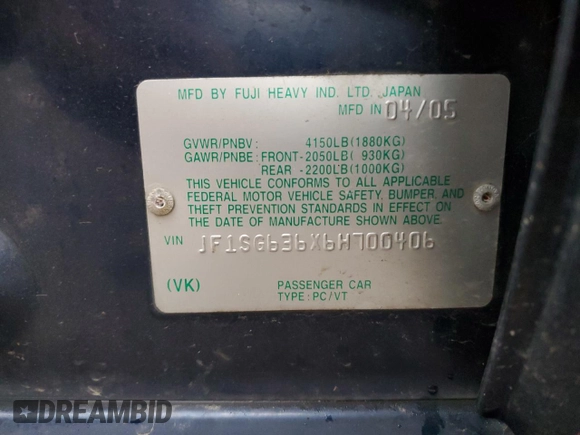 MFD BY FUJI HEAVY IND. LTD. JAPAN
MFD IN 04/05
GVWR/PNBV: 4150LB(1880KG)
GAWR/PNBE: FRONT-2050LB( 930KG)
REAR -2200LB(1000KG)
THIS VEHICLE CONFORMS TO ALL APPLICABLE
FEDERAL MOTOR VEHICLE SAFETY, BUMPER, AND
THEFT PREVENTION STANDARDS IN EFFECT ON
THE DATE OF MANUFACTURE SHOWN ABOVE.
VIN JF1SG636X6H700406
(VK) PASSENGER CAR
TYPE: PC/VT
DREAMBID